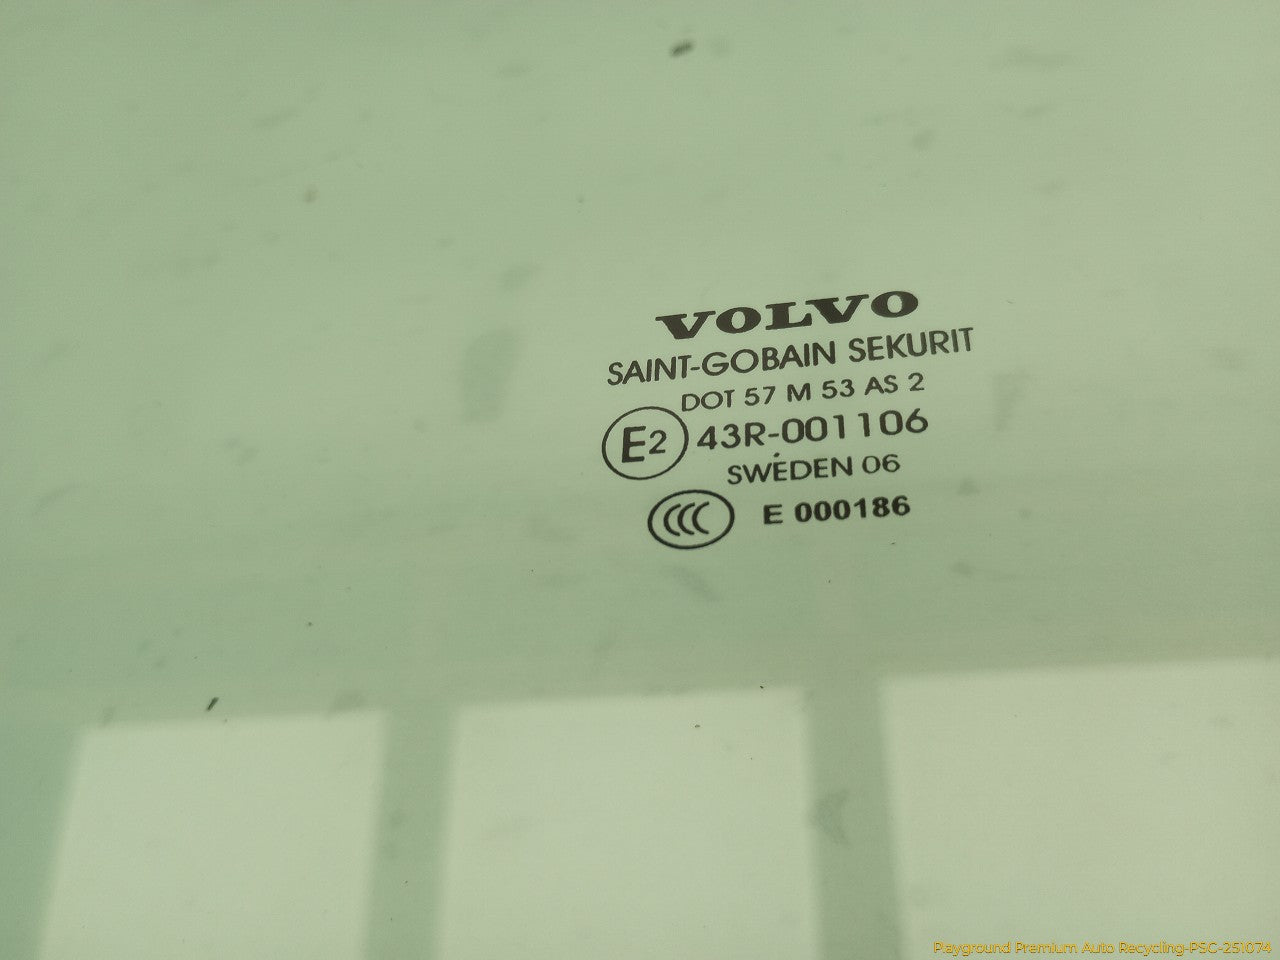 VOLVO
SAINT-GOBAIN SEKURIT
DOT 57 M 53 AS 2
E2 43R-001106
SWEDEN 06
CCC E 000186
Playground Premium Auto Recycling-PSC-251074